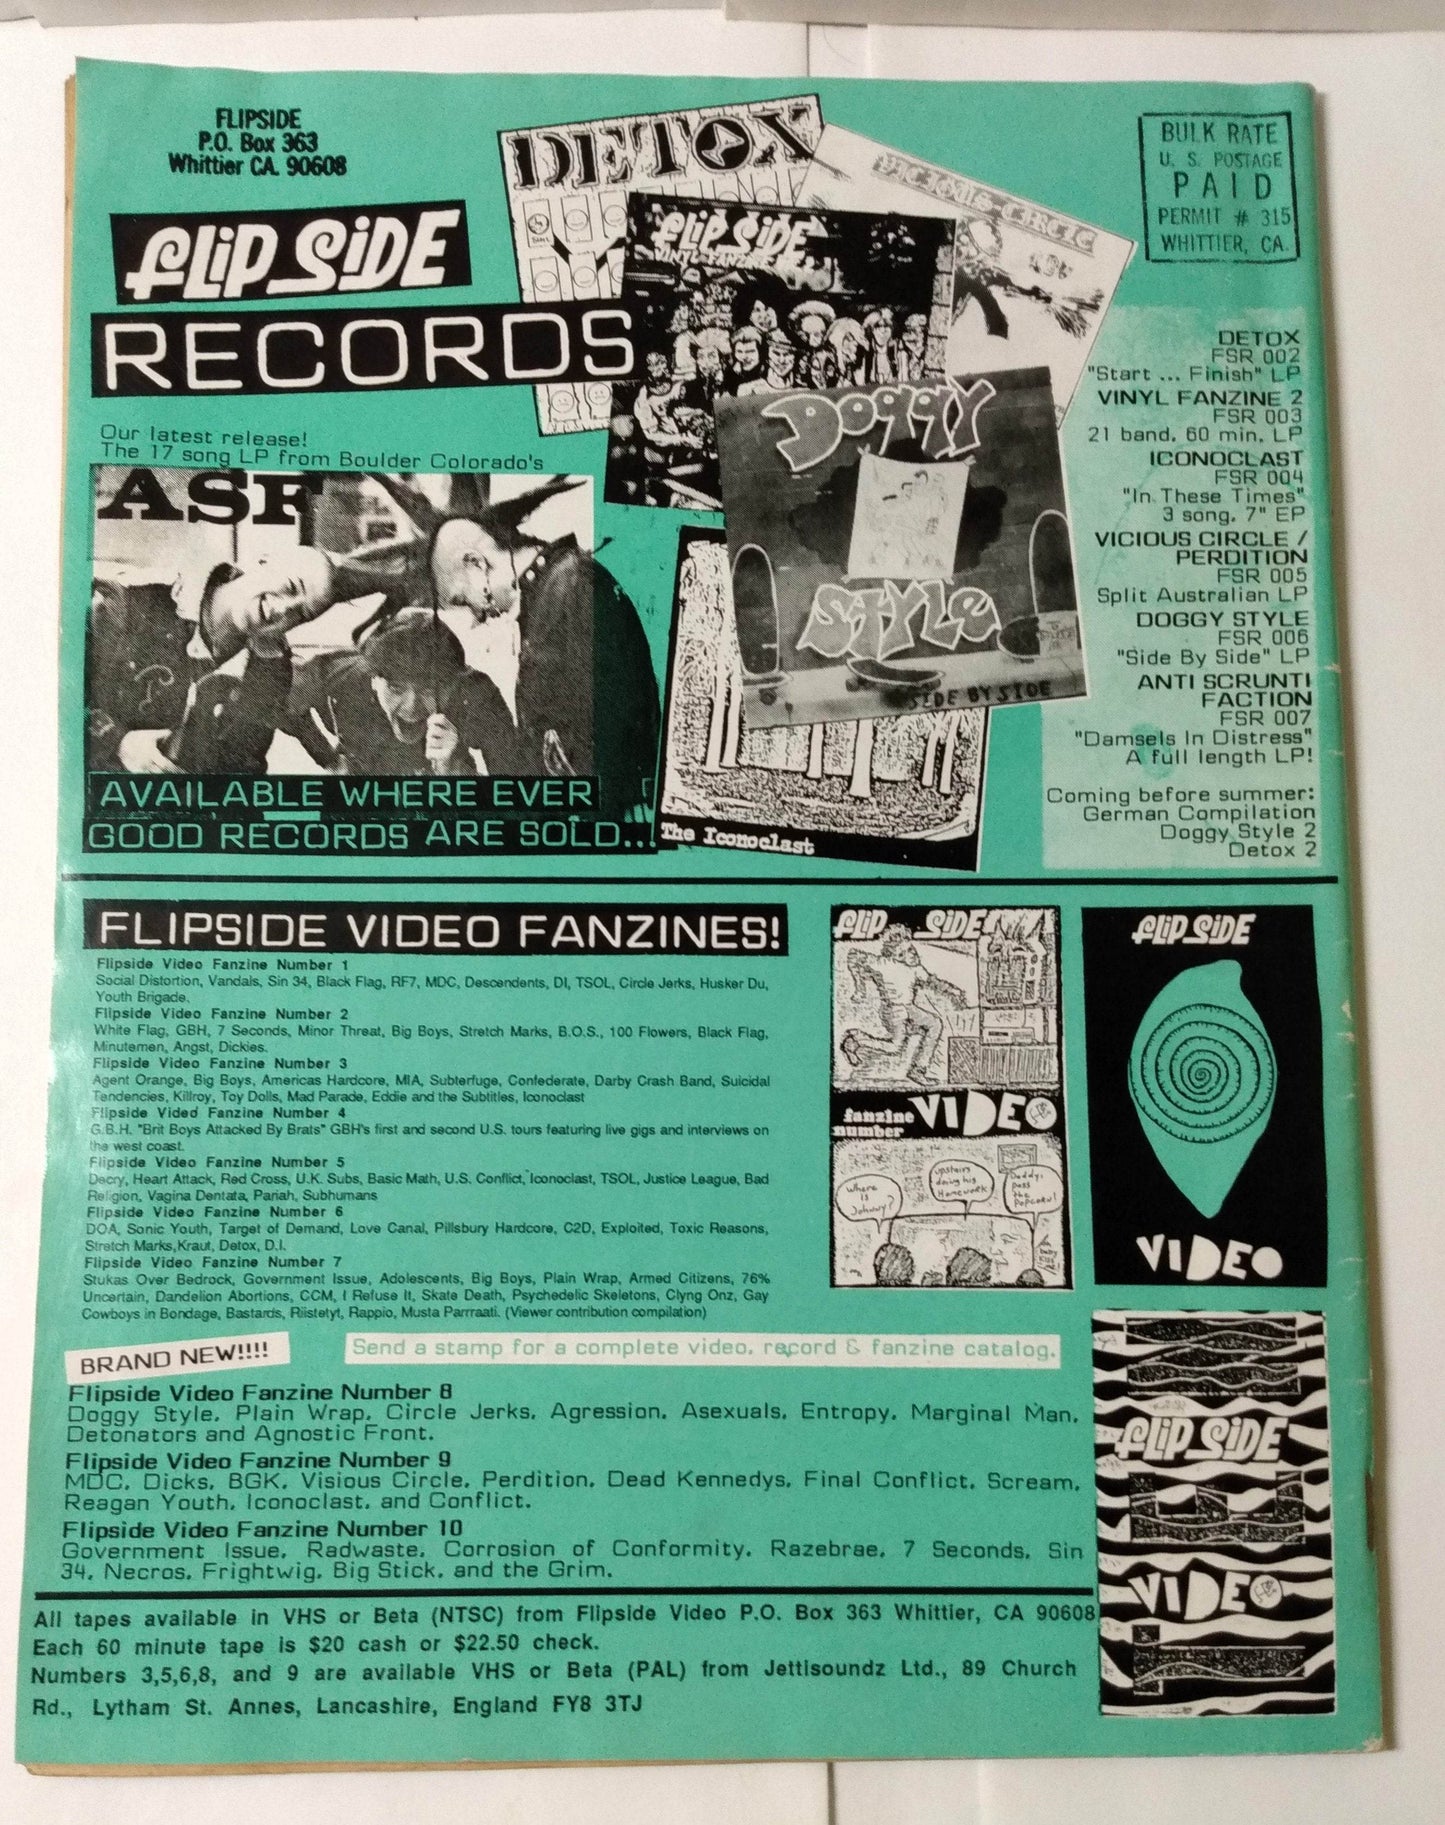 FLIPSIDE
P.O. Box 363
Whittier CA. 90608
BULK RATE
U. S. POSTAGE
PAID
PERMIT # 315
WHITTIER, CA.
FLiP SiDE
RECORDS
DETOX
VICIOUS CIRCLE
FLiP SiDE
VINYL FANZINE
DOGGY
STYLE
SIDE BY SIDE
The Iconoclast
Our latest release!
The 17 song LP from Boulder Colorado's
ASF
AVAILABLE WHERE EVER
GOOD RECORDS ARE SOLD...
DETOX
FSR 002
"Start ... Finish" LP
VINYL FANZINE 2
FSR 003
21 band, 60 min. LP
ICONOCLAST
FSR 004
"In These Times"
3 song, 7" EP
VICIOUS CIRCLE /
PERDITION
FSR 005
Split Australian LP
DOGGY STYLE
FSR 006
"Side By Side" LP
ANTI SCRUNTI
FACTION
FSR 007
"Damsels In Distress"
A full length LP!
Coming before summer:
German Compilation
Doggy Style 2
Detox 2
FLIPSIDE VIDEO FANZINES!
Flipside Video Fanzine Number 1
Social Distortion, Vandals, Sin 34, Black Flag, RF7, MDC, Descendents, DI, TSOL, Circle Jerks, Husker Du,
Youth Brigade.
Flipside Video Fanzine Number 2
White Flag, GBH, 7 Seconds, Minor Threat, Big Boys, Stretch Marks, B.O.S., 100 Flowers, Black Flag,
Minutemen, Angst, Dickies.
Flipside Video Fanzine Number 3
Agent Orange, Big Boys, Americas Hardcore, MIA, Subterfuge, Confederate, Darby Crash Band, Suicidal
Tendencies, Killroy, Toy Dolls, Mad Parade, Eddie and the Subtitles, Iconoclast
Flipside Video Fanzine Number 4
G.B.H. "Brit Boys Attacked By Brats" GBH's first and second U.S. tours featuring live gigs and interviews on
the west coast.
Flipside Video Fanzine Number 5
Decry, Heart Attack, Red Cross, U.K. Subs, Basic Math, U.S. Conflict, Iconoclast, TSOL, Justice League, Bad
Religion, Vagina Dentata, Pariah, Subhumans
Flipside Video Fanzine Number 6
DOA, Sonic Youth, Target of Demand, Love Canal, Pillsbury Hardcore, C2D, Exploited, Toxic Reasons,
Stretch Marks,Kraut, Detox, D.I.
Flipside Video Fanzine Number 7
Stukas Over Bedrock, Government Issue, Adolescents, Big Boys, Plain Wrap, Armed Citizens, 76%
Uncertain, Dandelion Abortions, CCM, I Refuse It, Skate Death, Psychedelic Skeletons, Clyng Onz, Gay
Cowboys in Bondage, Bastards, Riistetyt, Rappio, Musta Parrraati. (Viewer contribution compilation)
FLiP SiDE
fanzine
number
VIDEO
Where
is
Johnny?
upstairs
doing his
Homework
Daddy,
pass
the
popcorn!
FLiP SiDE
VIDEO
BRAND NEW!!!!
Send a stamp for a complete video, record & fanzine catalog.
Flipside Video Fanzine Number 8
Doggy Style, Plain Wrap, Circle Jerks, Agression, Asexuals, Entropy, Marginal Man,
Detonators and Agnostic Front.
Flipside Video Fanzine Number 9
MDC, Dicks, BGK, Visious Circle, Perdition, Dead Kennedys, Final Conflict, Scream,
Reagan Youth, Iconoclast, and Conflict.
Flipside Video Fanzine Number 10
Government Issue, Radwaste, Corrosion of Conformity, Razebrae, 7 Seconds, Sin
34, Necros, Frightwig, Big Stick, and the Grim.
FLiP SiDE
VIDEO
All tapes available in VHS or Beta (NTSC) from Flipside Video P.O. Box 363 Whittier, CA 90608
Each 60 minute tape is $20 cash or $22.50 check.
Numbers 3,5,6,8, and 9 are available VHS or Beta (PAL) from Jettisoundz Ltd., 89 Church
Rd., Lytham St. Annes, Lancashire, England FY8 3TJ